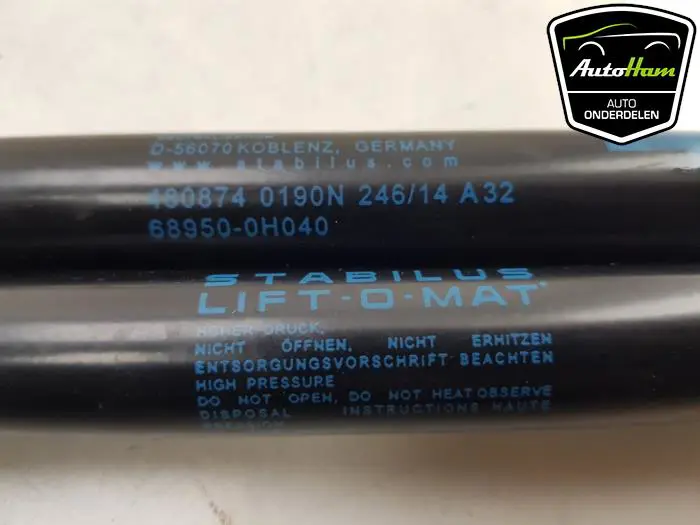 AutoHam
AUTO
ONDERDELEN
D-56070 KOBLENZ, GERMANY
www.stabilus.com
480874 0190N 246/14 A32
68950-0H040
STABILUS
LIFT-O-MAT
NICHT ÖFFNEN, NICHT ERHITZEN
ENTSORGUNGSVORSCHRIFT BEACHTEN
HIGH PRESSURE
DO NOT OPEN, DO NOT HEAT OBSERVE
DISPOSAL INSTRUCTIONS HAUTE